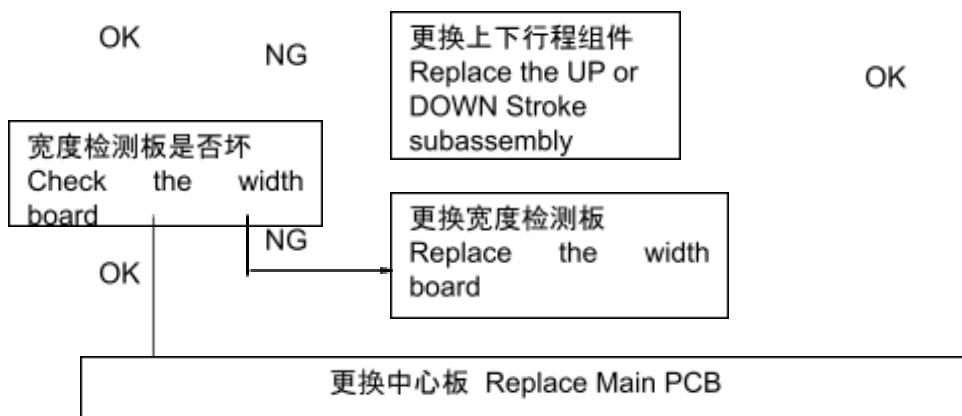 OK
NG
更换上下行程组件
Replace the UP or
DOWN Stroke
subassembly
OK
宽度检测板是否坏
Check the width
board
NG
更换宽度检测板
Replace the width
board
OK
更换中心板 Replace Main PCB